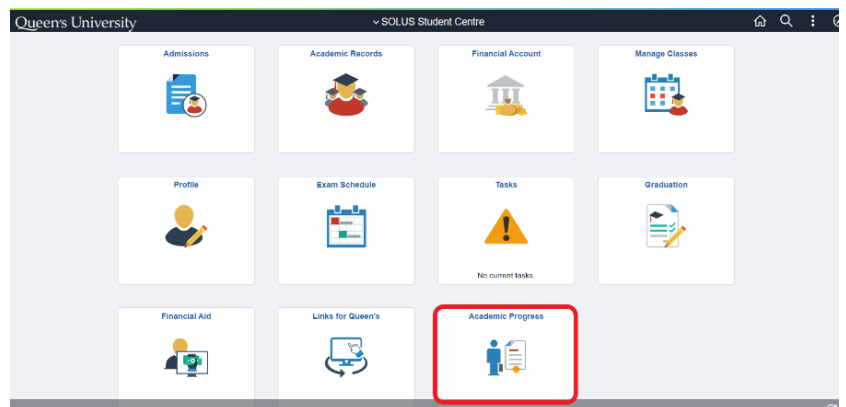 Queen's University
SOLUS Student Centre
Admissions
Academic Records
Financial Account
Manage Classes
Profile
Exam Schedule
Tasks
Graduation
No current tasks
Financial Aid
Links for Queen's
Academic Progress